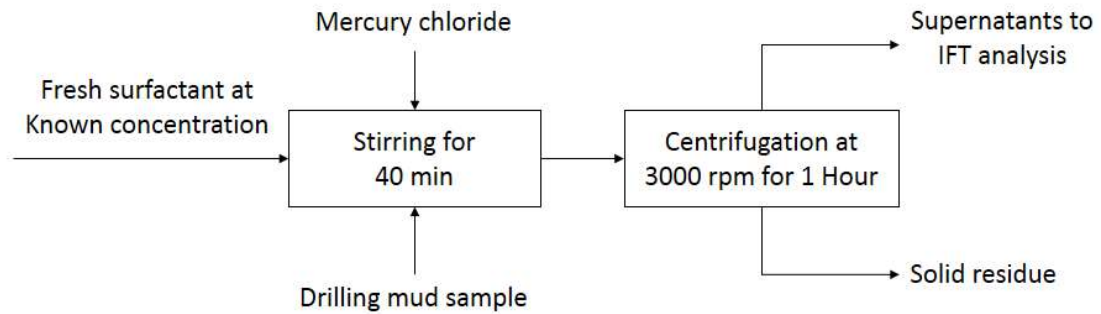 Mercury chloride
Supernatants to
IFT analysis
Fresh surfactant at
Known concentration
Stirring for
40 min
Centrifugation at
3000 rpm for 1 Hour
Drilling mud sample
Solid residue